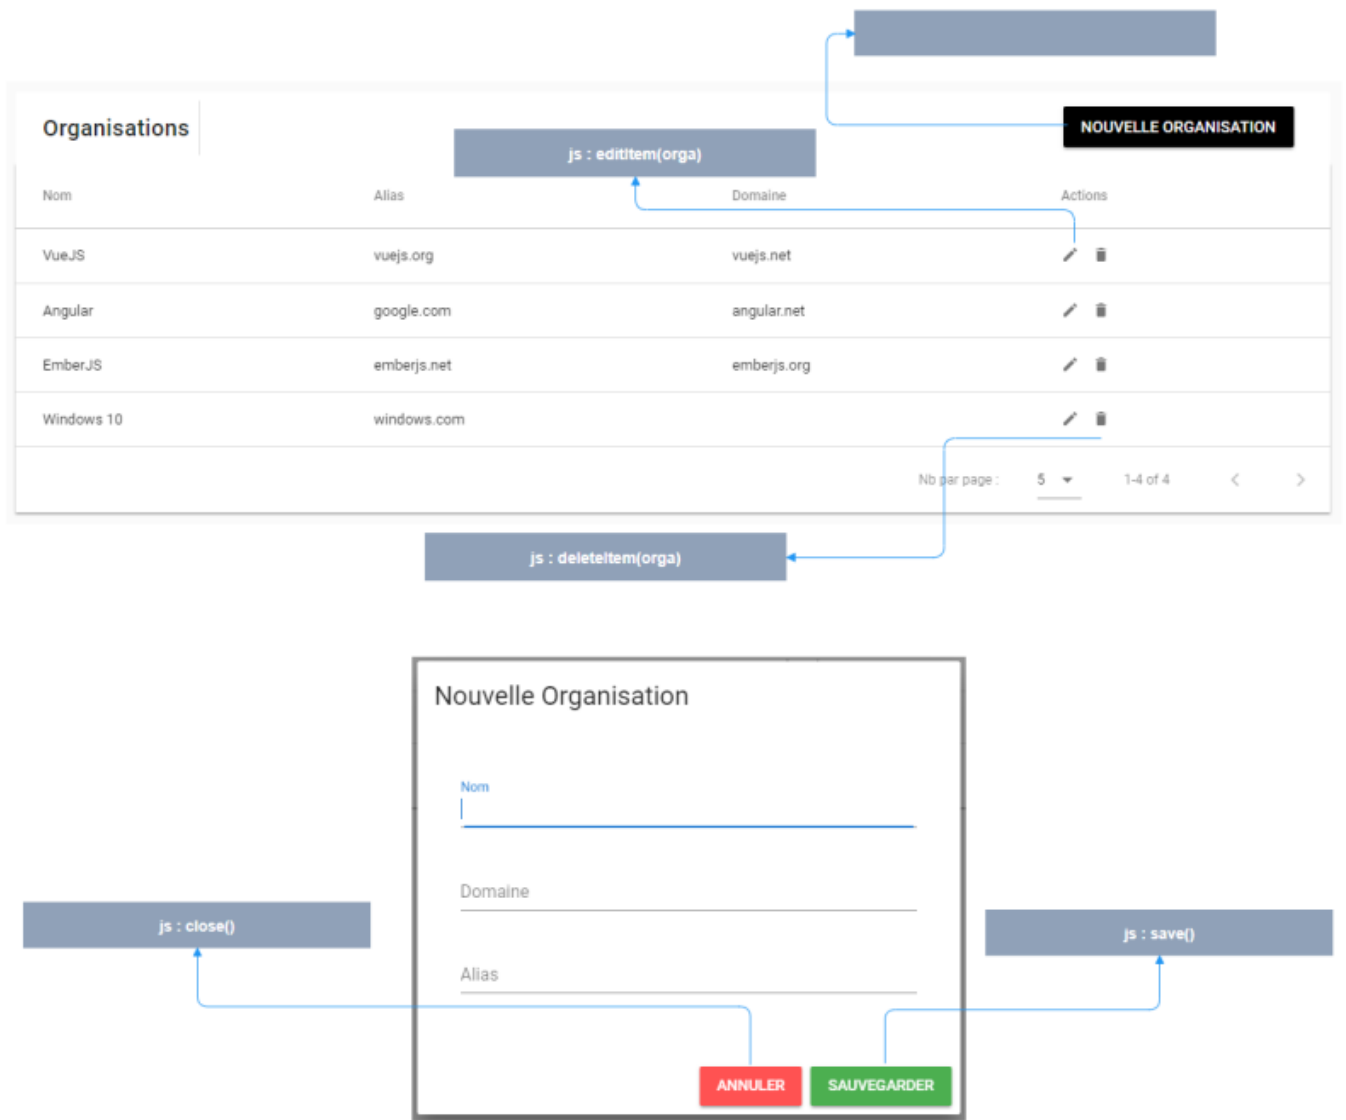 Organisations
NOUVELLE ORGANISATION
js : editItem(orga)
Nom Alias Domaine Actions
VueJS vuejs.org vuejs.net
Angular google.com angular.net
EmberJS emberjs.net emberjs.org
Windows 10 windows.com
Nb par page : 5 1-4 of 4
js : deleteItem(orga)
Nouvelle Organisation
Nom
Domaine
js : close()
js : save()
Alias
ANNULER SAUVEGARDER